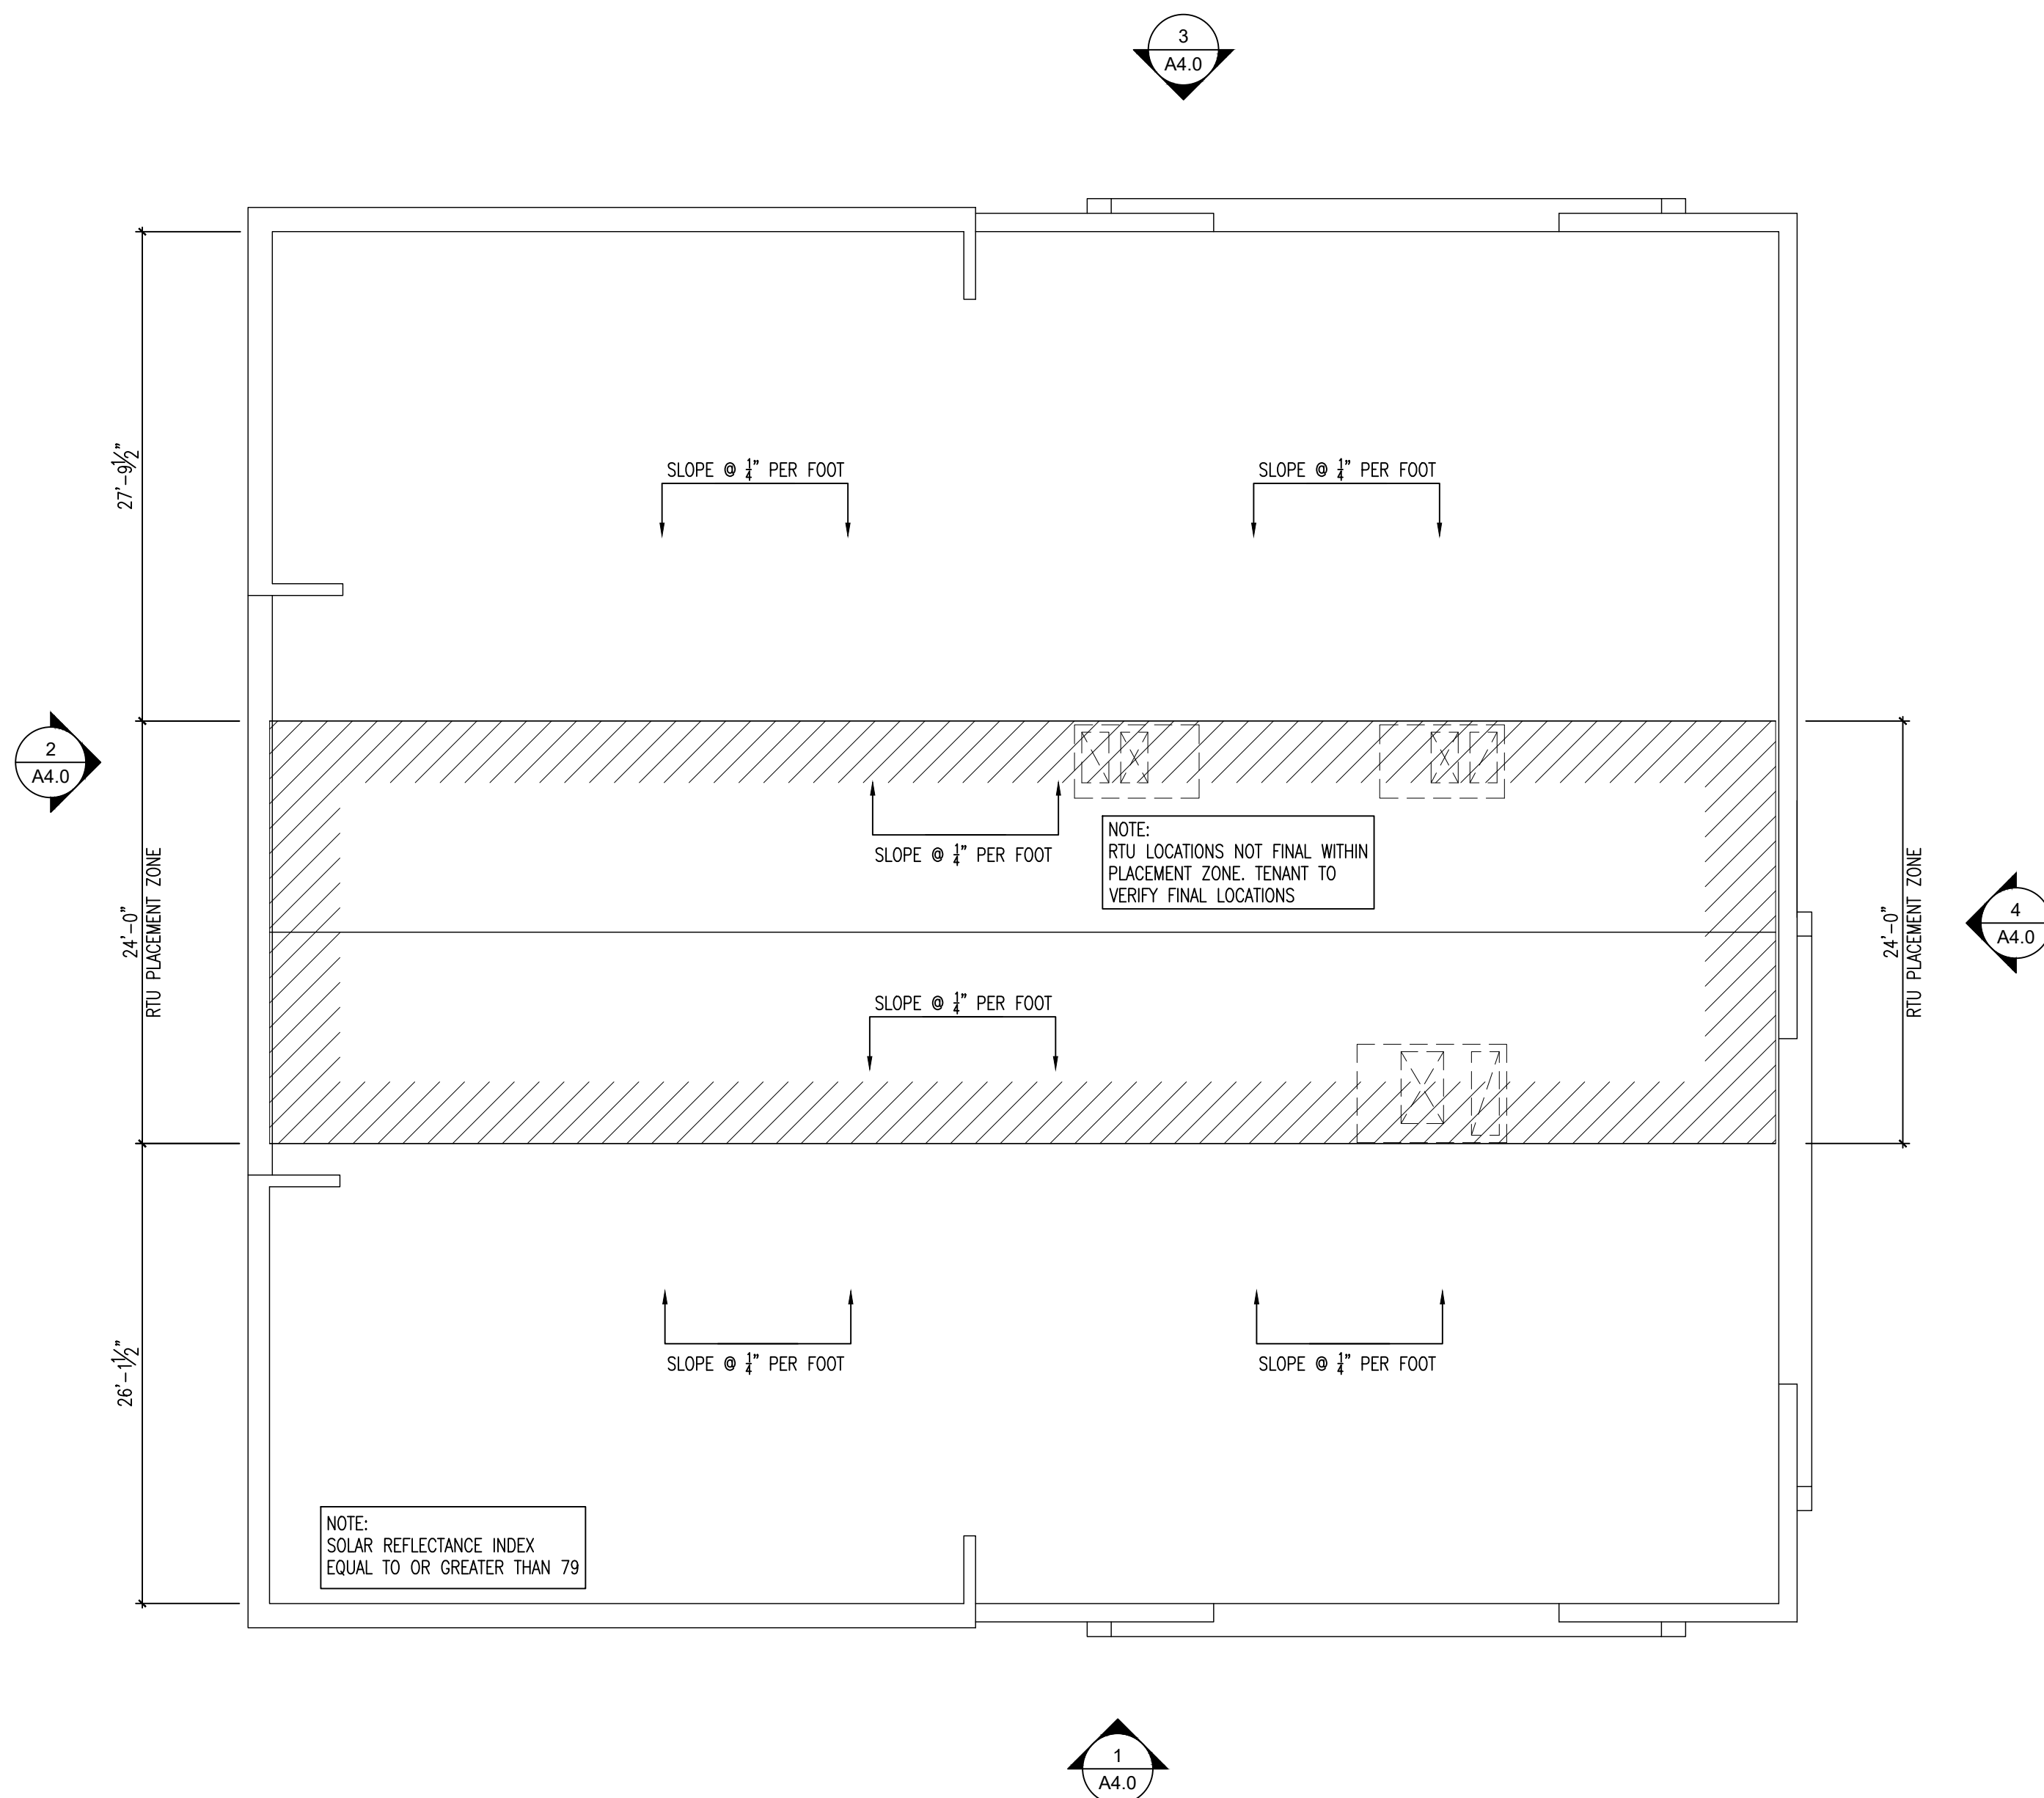 3
A4.0
27'-9½"
SLOPE @ ¼" PER FOOT
SLOPE @ ¼" PER FOOT
2
A4.0
24'-0"
RTU PLACEMENT ZONE
SLOPE @ ¼" PER FOOT
NOTE:
RTU LOCATIONS NOT FINAL WITHIN
PLACEMENT ZONE. TENANT TO
VERIFY FINAL LOCATIONS
24'-0"
RTU PLACEMENT ZONE
4
A4.0
SLOPE @ ¼" PER FOOT
26'-1½"
SLOPE @ ¼" PER FOOT
SLOPE @ ¼" PER FOOT
NOTE:
SOLAR REFLECTANCE INDEX
EQUAL TO OR GREATER THAN 79
1
A4.0